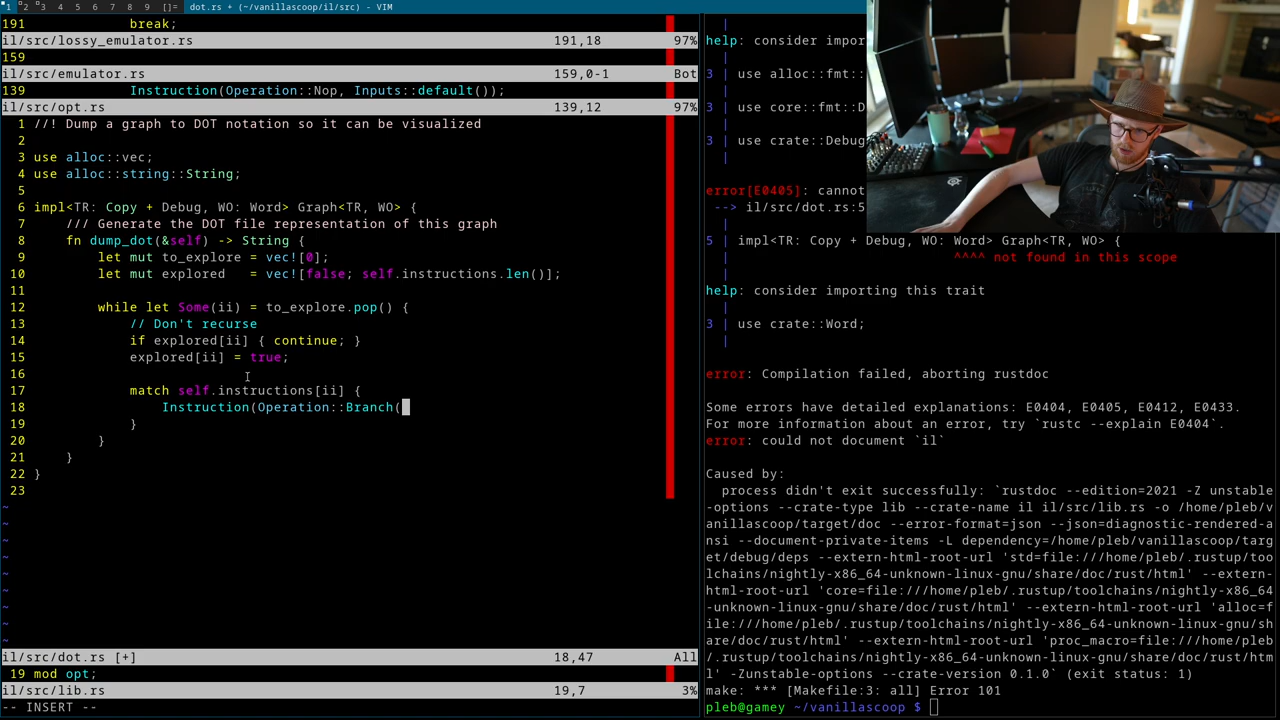 1 2 3 4 5 6 7 8 9 []= dot.rs + (~/vanillascoop/il/src) - VIM
191             break;
il/src/lossy_emulator.rs 191,18 97%
159
il/src/emulator.rs 159,0-1 Bot
139             Instruction(Operation::Nop, Inputs::default());
il/src/opt.rs 139,12 97%
1 //! Dump a graph to DOT notation so it can be visualized
2
3 use alloc::vec;
4 use alloc::string::String;
5
6 impl<TR: Copy + Debug, WO: Word> Graph<TR, WO> {
7     /// Generate the DOT file representation of this graph
8     fn dump_dot(&self) -> String {
9         let mut to_explore = vec![0];
10         let mut explored   = vec![false; self.instructions.len()];
11
12         while let Some(ii) = to_explore.pop() {
13             // Don't recurse
14             if explored[ii] { continue; }
15             explored[ii] = true;
16
17             match self.instructions[ii] {
18                 Instruction(Operation::Branch(
19             }
20         }
21     }
22 }
23
~
~
~
~
~
~
~
~
~
il/src/dot.rs [+] 18,47 All
19 mod opt;
il/src/lib.rs 19,7 3%
-- INSERT --
|
help: consider impor
|
3 | use alloc::fmt::
|
3 | use core::fmt::D
|
3 | use crate::Debug
|
error[E0405]: cannot
--> il/src/dot.rs:5
|
5 | impl<TR: Copy + Debug, WO: Word> Graph<TR, WO> {
| ^^^^ not found in this scope
|
help: consider importing this trait
|
3 | use crate::Word;
|
error: Compilation failed, aborting rustdoc
Some errors have detailed explanations: E0404, E0405, E0412, E0433.
For more information about an error, try `rustc --explain E0404`.
error: could not document `il`
Caused by:
process didn't exit successfully: `rustdoc --edition=2021 -Z unstable
-options --crate-type lib --crate-name il il/src/lib.rs -o /home/pleb/v
anillascoop/target/doc --error-format=json --json=diagnostic-rendered-a
nsi --document-private-items -L dependency=/home/pleb/vanillascoop/targ
et/debug/deps --extern-html-root-url 'std=file:///home/pleb/.rustup/too
lchains/nightly-x86_64-unknown-linux-gnu/share/doc/rust/html' --extern-
html-root-url 'core=file:///home/pleb/.rustup/toolchains/nightly-x86_64
-unknown-linux-gnu/share/doc/rust/html' --extern-html-root-url 'alloc=f
ile:///home/pleb/.rustup/toolchains/nightly-x86_64-unknown-linux-gnu/sh
are/doc/rust/html' --extern-html-root-url 'proc_macro=file:///home/pleb
/.rustup/toolchains/nightly-x86_64-unknown-linux-gnu/share/doc/rust/htm
l' -Zunstable-options --crate-version 0.1.0` (exit status: 1)
make: *** [Makefile:3: all] Error 101
pleb@gamey ~/vanillascoop $